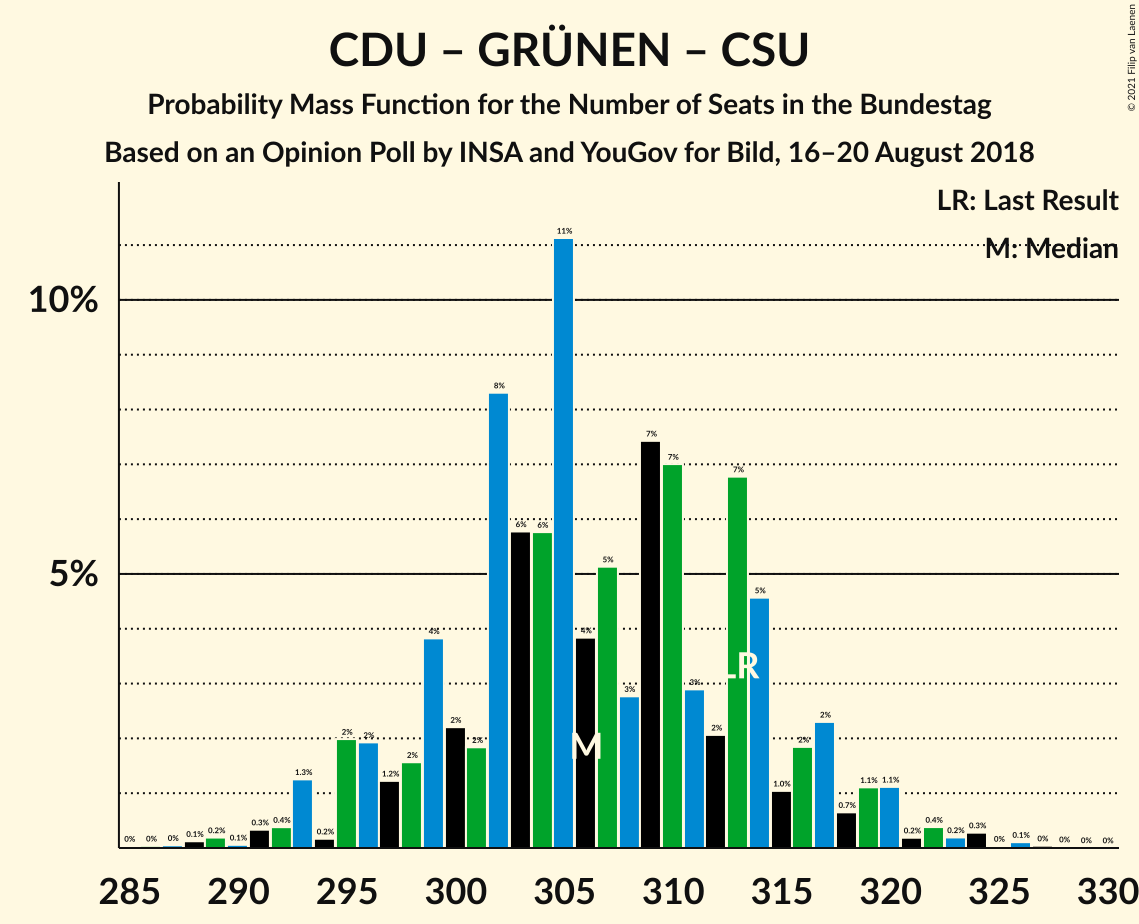 CDU – GRÜNEN – CSU
Probability Mass Function for the Number of Seats in the Bundestag
Based on an Opinion Poll by INSA and YouGov for Bild, 16–20 August 2018
© 2021 Filip van Laenen
LR: Last Result
M: Median
10%
5%
0% 0% 0% 0.1% 0.2% 0.1% 0.3% 0.4% 1.3% 0.2% 2% 2% 1.2% 2% 4% 2% 2% 8% 6% 6% 11% 4% 5% 3% 7% 7% 3% 2% 7% 5% 1.0% 2% 2% 0.7% 1.1% 1.1% 0.2% 0.4% 0.2% 0.3% 0% 0.1% 0% 0% 0% 0%
LR
M
285 290 295 300 305 310 315 320 325 330